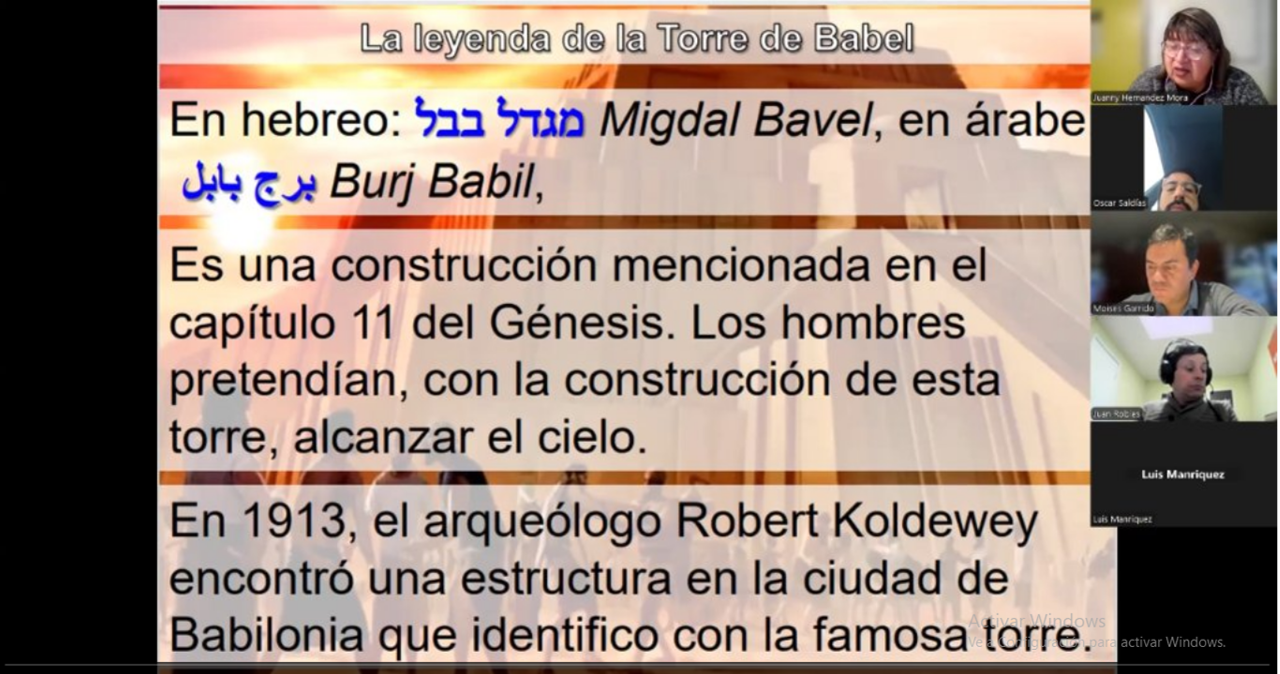 La leyenda de la Torre de Babel
En hebreo: מגדל בבל Migdal Bavel, en árabe
برج بابل Burj Babil,
Es una construcción mencionada en el
capítulo 11 del Génesis. Los hombres
pretendían, con la construcción de esta
torre, alcanzar el cielo.
En 1913, el arqueólogo Robert Koldewey
encontró una estructura en la ciudad de
Babilonia que identifico con la famosa torre.
Juanny Hernandez Mora
Oscar Saldías
Moises Garrido
Juan Robles
Luis Manriquez
Luis Manriquez
Activar Windows
Ve a Configuración para activar Windows.